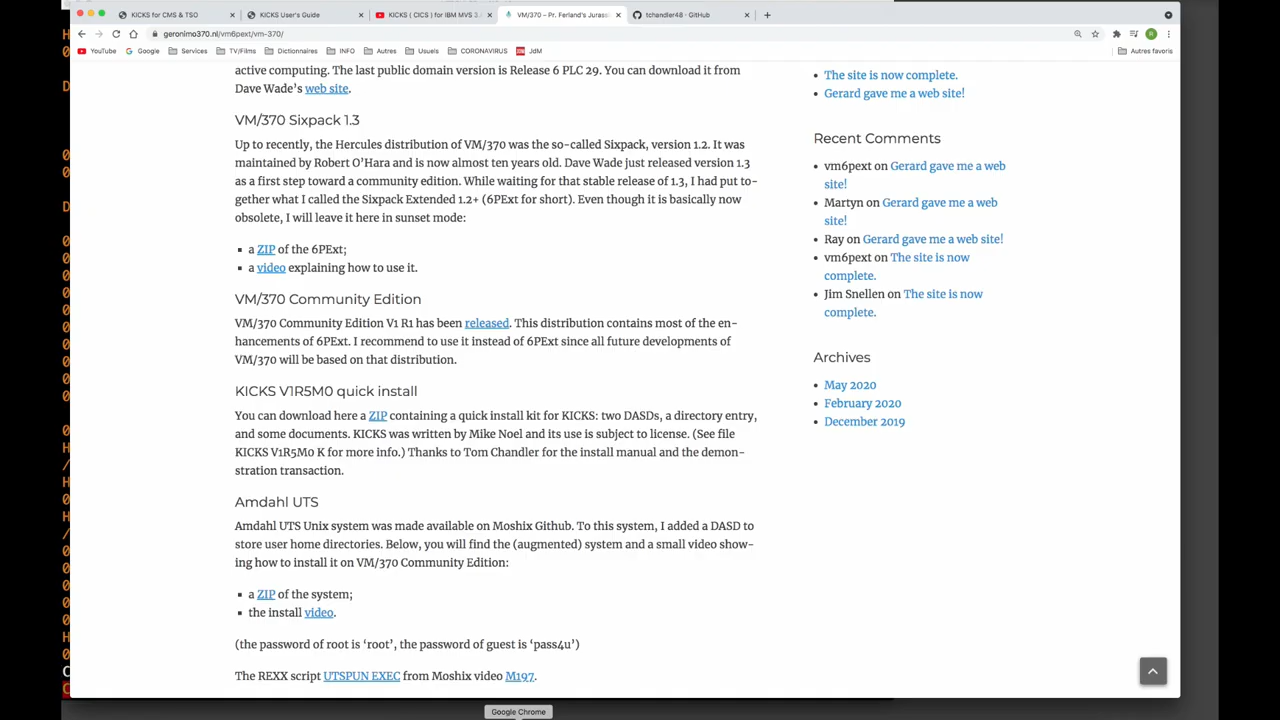 KICKS for CMS & TSO
KICKS User's Guide
KICKS ( CICS ) for IBM MVS 3.
VM/370 – Pr. Ferland's Jurass
tchandler48 · GitHub
geronimo370.nl/vm6pext/vm-370/
R
YouTube
Google
Services
TV/Films
Dictionnaires
INFO
Autres
Usuels
CORONAVIRUS
JdM
Autres favoris
active computing. The last public domain version is Release 6 PLC 29. You can download it from
Dave Wade's web site.
VM/370 Sixpack 1.3
Up to recently, the Hercules distribution of VM/370 was the so-called Sixpack, version 1.2. It was
maintained by Robert O'Hara and is now almost ten years old. Dave Wade just released version 1.3
as a first step toward a community edition. While waiting for that stable release of 1.3, I had put to-
gether what I called the Sixpack Extended 1.2+ (6PExt for short). Even though it is basically now
obsolete, I will leave it here in sunset mode:
a ZIP of the 6PExt;
a video explaining how to use it.
VM/370 Community Edition
VM/370 Community Edition V1 R1 has been released. This distribution contains most of the en-
hancements of 6PExt. I recommend to use it instead of 6PExt since all future developments of
VM/370 will be based on that distribution.
KICKS V1R5M0 quick install
You can download here a ZIP containing a quick install kit for KICKS: two DASDs, a directory entry,
and some documents. KICKS was written by Mike Noel and its use is subject to license. (See file
KICKS V1R5M0 K for more info.) Thanks to Tom Chandler for the install manual and the demon-
stration transaction.
Amdahl UTS
Amdahl UTS Unix system was made available on Moshix Github. To this system, I added a DASD to
store user home directories. Below, you will find the (augmented) system and a small video show-
ing how to install it on VM/370 Community Edition:
a ZIP of the system;
the install video.
(the password of root is 'root', the password of guest is 'pass4u')
The REXX script UTSPUN EXEC from Moshix video M197.
The site is now complete.
Gerard gave me a web site!
Recent Comments
vm6pext on Gerard gave me a web
site!
Martyn on Gerard gave me a web
site!
Ray on Gerard gave me a web site!
vm6pext on The site is now
complete.
Jim Snellen on The site is now
complete.
Archives
May 2020
February 2020
December 2019
Google Chrome